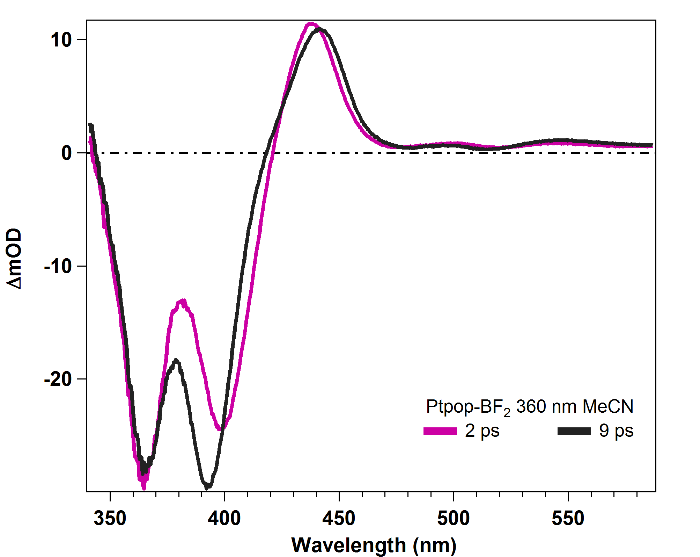 10
0
-10
-20
ΔmOD
Ptpop-BF₂ 360 nm MeCN
2 ps 9 ps
350 400 450 500 550
Wavelength (nm)